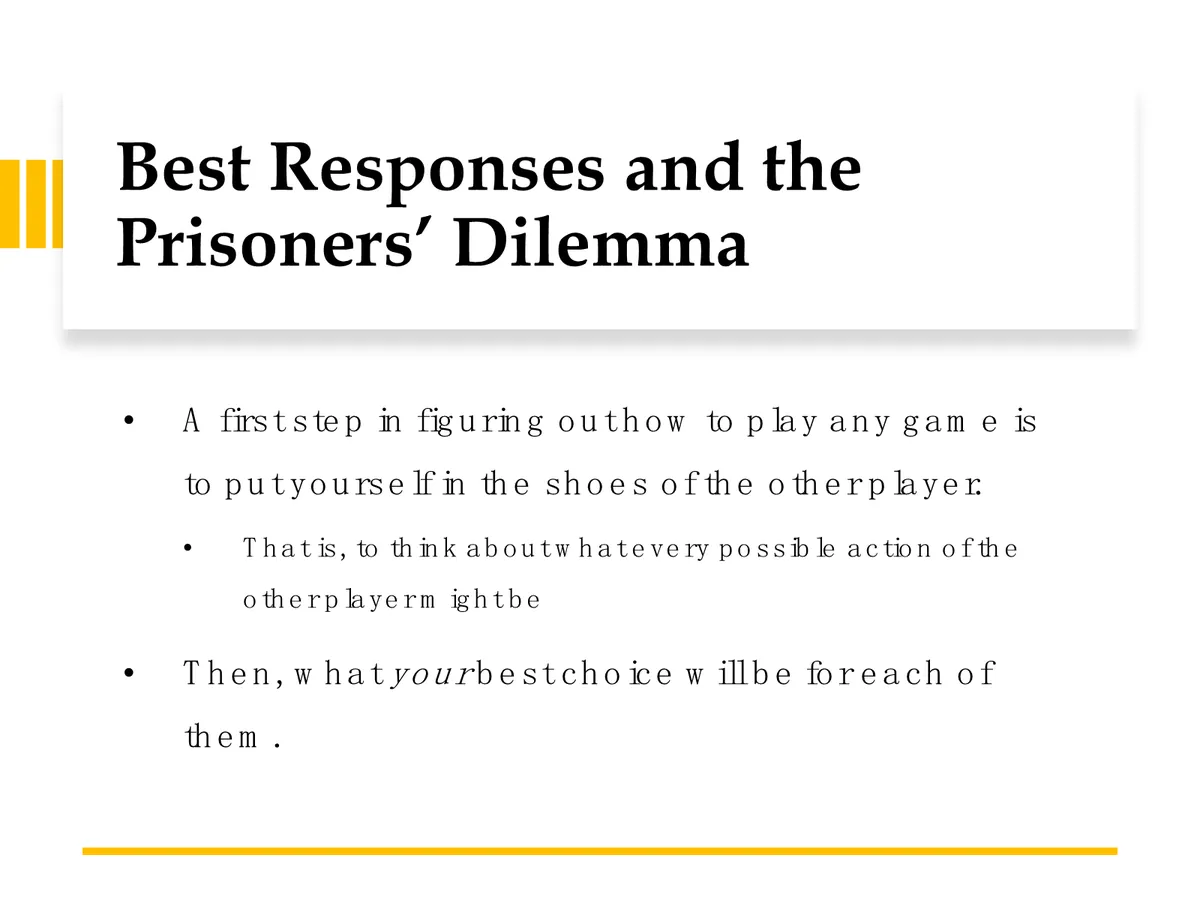 Best Responses and the
Prisoners’ Dilemma
• A first step in figuring out how to play any game is
to put yourself in the shoes of the other player.
• That is, to think about what every possible action of the
other player might be
• Then, what your best choice will be for each of
them.